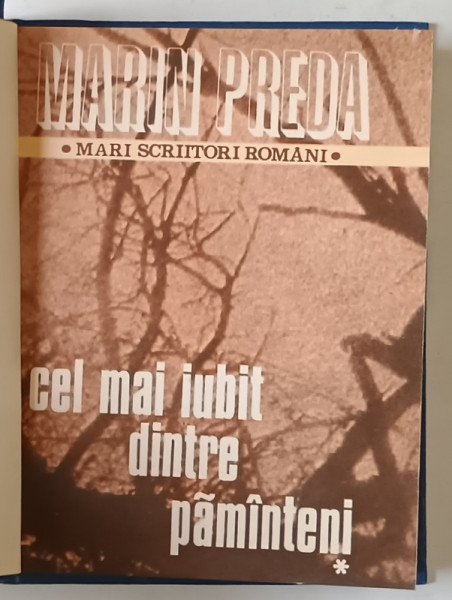 MARIN PREDA
• MARI SCRIITORI ROMÂNI •
cel mai iubit
dintre
pãmînteni
*